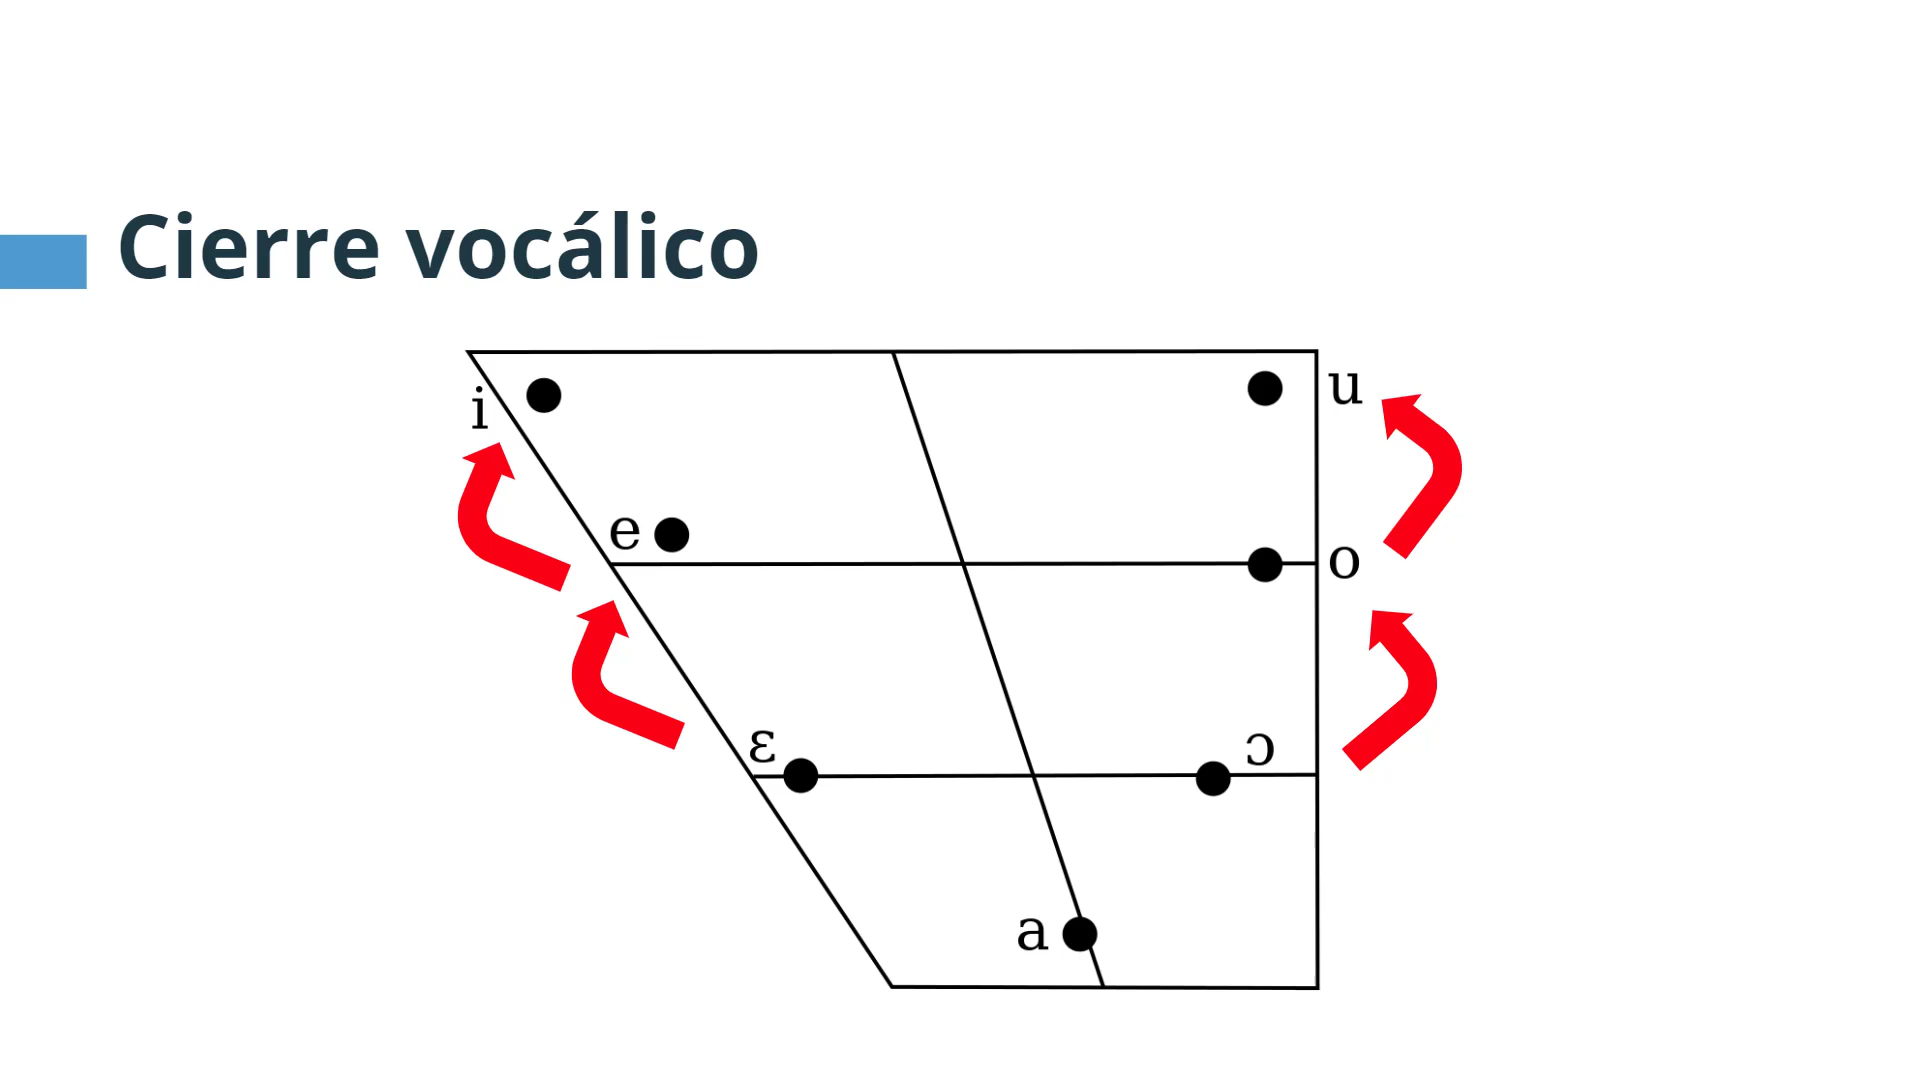 Cierre vocálico
i
u
e
o
ɛ
ɔ
a